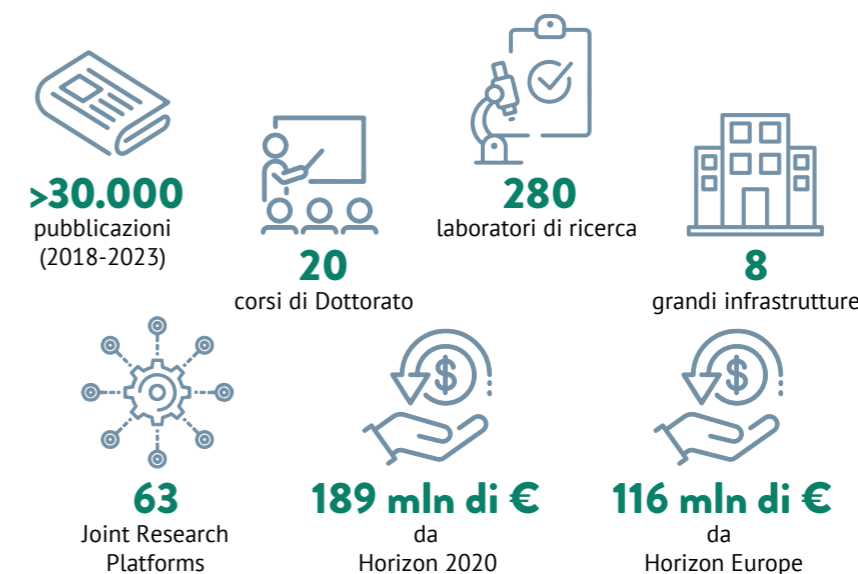 >30.000
pubblicazioni
(2018-2023)
20
corsi di Dottorato
280
laboratori di ricerca
8
grandi infrastrutture
63
Joint Research
Platforms
189 mln di €
da
Horizon 2020
116 mln di €
da
Horizon Europe